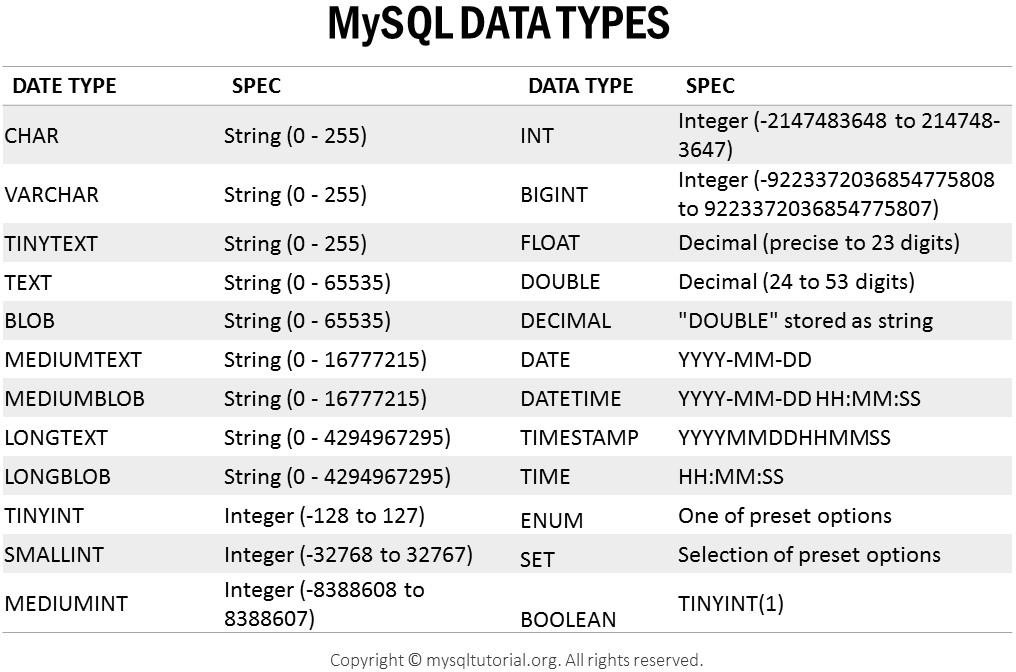 MySQL DATA TYPES
DATE TYPE SPEC DATA TYPE SPEC
CHAR String (0 - 255) INT Integer (-2147483648 to 214748-
3647)
VARCHAR String (0 - 255) BIGINT Integer (-9223372036854775808
to 9223372036854775807)
TINYTEXT String (0 - 255) FLOAT Decimal (precise to 23 digits)
TEXT String (0 - 65535) DOUBLE Decimal (24 to 53 digits)
BLOB String (0 - 65535) DECIMAL "DOUBLE" stored as string
MEDIUMTEXT String (0 - 16777215) DATE YYYY-MM-DD
MEDIUMBLOB String (0 - 16777215) DATETIME YYYY-MM-DD HH:MM:SS
LONGTEXT String (0 - 4294967295) TIMESTAMP YYYYMMDDHHMMSS
LONGBLOB String (0 - 4294967295) TIME HH:MM:SS
TINYINT Integer (-128 to 127) ENUM One of preset options
SMALLINT Integer (-32768 to 32767) SET Selection of preset options
MEDIUMINT Integer (-8388608 to
8388607) BOOLEAN TINYINT(1)
Copyright © mysqltutorial.org. All rights reserved.